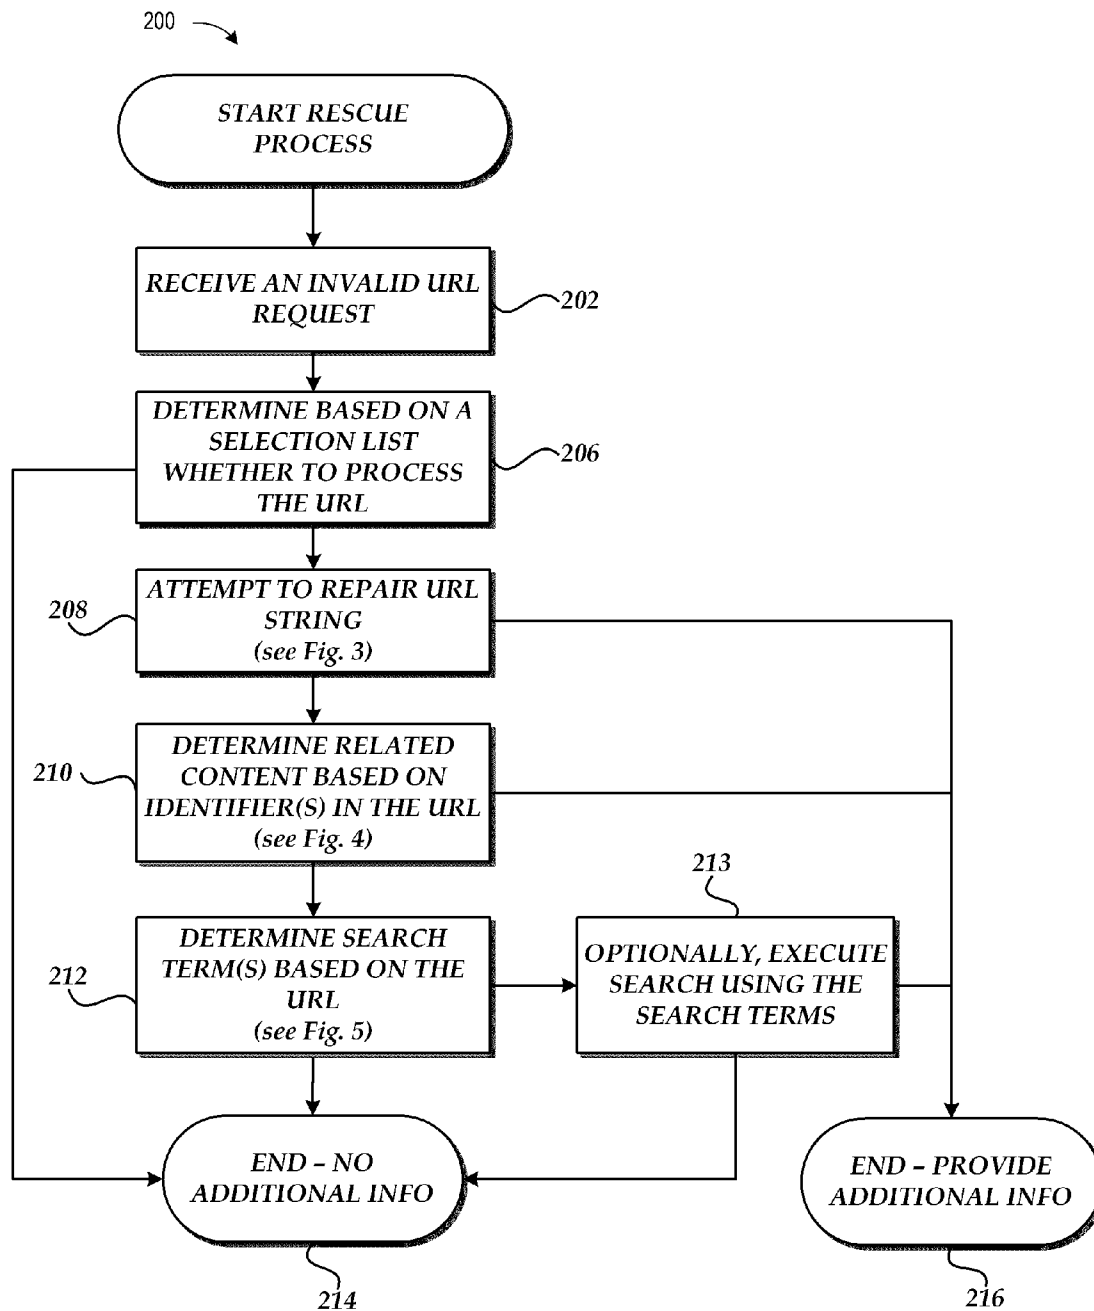 200
START RESCUE
PROCESS
RECEIVE AN INVALID URL
REQUEST
202
DETERMINE BASED ON A
SELECTION LIST
WHETHER TO PROCESS
THE URL
206
ATTEMPT TO REPAIR URL
STRING
(see Fig. 3)
208
DETERMINE RELATED
CONTENT BASED ON
IDENTIFIER(S) IN THE URL
(see Fig. 4)
210
DETERMINE SEARCH
TERM(S) BASED ON THE
URL
(see Fig. 5)
212
213
OPTIONALLY, EXECUTE
SEARCH USING THE
SEARCH TERMS
END – NO
ADDITIONAL INFO
214
END – PROVIDE
ADDITIONAL INFO
216